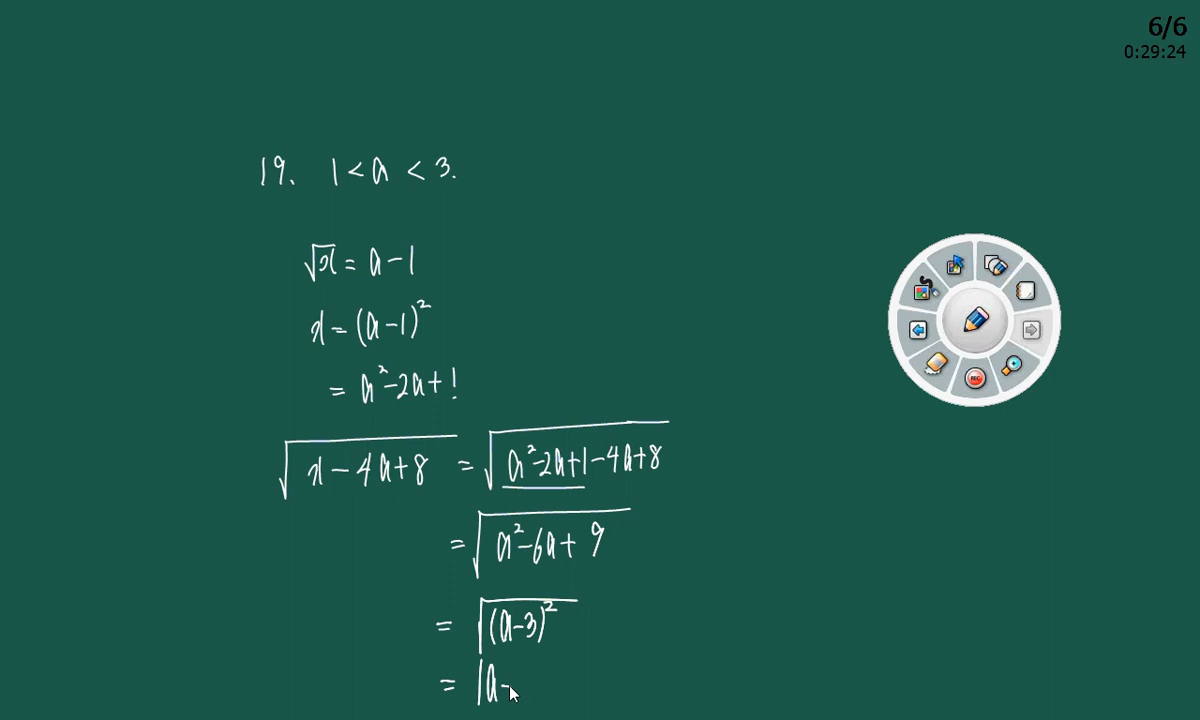 6/6
0:29:24
19. 1 < a < 3.
√x = a - 1
x = (a-1)²
= a² - 2a + 1
√(x - 4a + 8) = √(a² - 2a + 1 - 4a + 8)
= √(a² - 6a + 9)
= √((a-3)²)
= |a -
REC